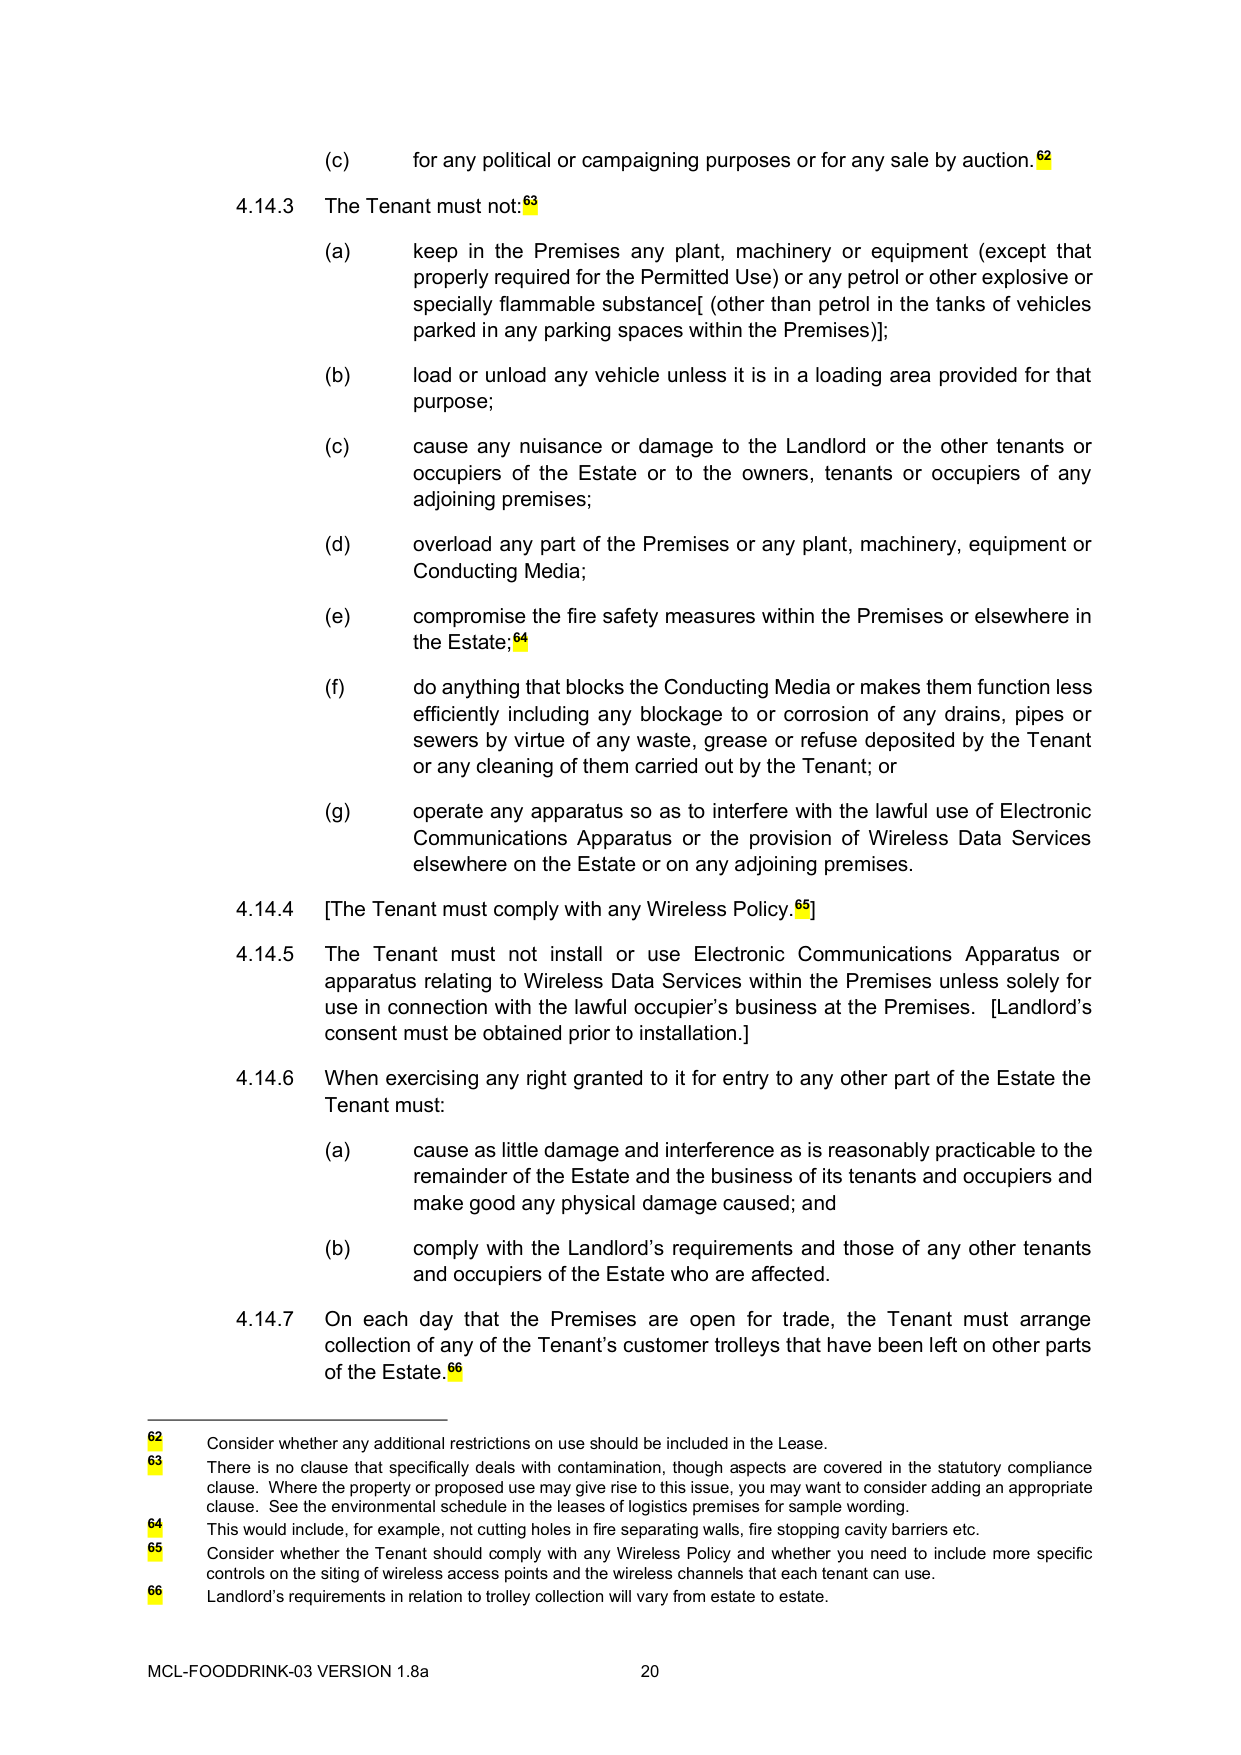 (c) for any political or campaigning purposes or for any sale by auction.62
4.14.3 The Tenant must not:63
(a) keep in the Premises any plant, machinery or equipment (except that
properly required for the Permitted Use) or any petrol or other explosive or
specially flammable substance[ (other than petrol in the tanks of vehicles
parked in any parking spaces within the Premises)];
(b) load or unload any vehicle unless it is in a loading area provided for that
purpose;
(c) cause any nuisance or damage to the Landlord or the other tenants or
occupiers of the Estate or to the owners, tenants or occupiers of any
adjoining premises;
(d) overload any part of the Premises or any plant, machinery, equipment or
Conducting Media;
(e) compromise the fire safety measures within the Premises or elsewhere in
the Estate;64
(f) do anything that blocks the Conducting Media or makes them function less
efficiently including any blockage to or corrosion of any drains, pipes or
sewers by virtue of any waste, grease or refuse deposited by the Tenant
or any cleaning of them carried out by the Tenant; or
(g) operate any apparatus so as to interfere with the lawful use of Electronic
Communications Apparatus or the provision of Wireless Data Services
elsewhere on the Estate or on any adjoining premises.
4.14.4 [The Tenant must comply with any Wireless Policy.65]
4.14.5 The Tenant must not install or use Electronic Communications Apparatus or
apparatus relating to Wireless Data Services within the Premises unless solely for
use in connection with the lawful occupier’s business at the Premises. [Landlord’s
consent must be obtained prior to installation.]
4.14.6 When exercising any right granted to it for entry to any other part of the Estate the
Tenant must:
(a) cause as little damage and interference as is reasonably practicable to the
remainder of the Estate and the business of its tenants and occupiers and
make good any physical damage caused; and
(b) comply with the Landlord’s requirements and those of any other tenants
and occupiers of the Estate who are affected.
4.14.7 On each day that the Premises are open for trade, the Tenant must arrange
collection of any of the Tenant’s customer trolleys that have been left on other parts
of the Estate.66
62 Consider whether any additional restrictions on use should be included in the Lease.
63 There is no clause that specifically deals with contamination, though aspects are covered in the statutory compliance
clause. Where the property or proposed use may give rise to this issue, you may want to consider adding an appropriate
clause. See the environmental schedule in the leases of logistics premises for sample wording.
64 This would include, for example, not cutting holes in fire separating walls, fire stopping cavity barriers etc.
65 Consider whether the Tenant should comply with any Wireless Policy and whether you need to include more specific
controls on the siting of wireless access points and the wireless channels that each tenant can use.
66 Landlord’s requirements in relation to trolley collection will vary from estate to estate.
MCL-FOODDRINK-03 VERSION 1.8a 20